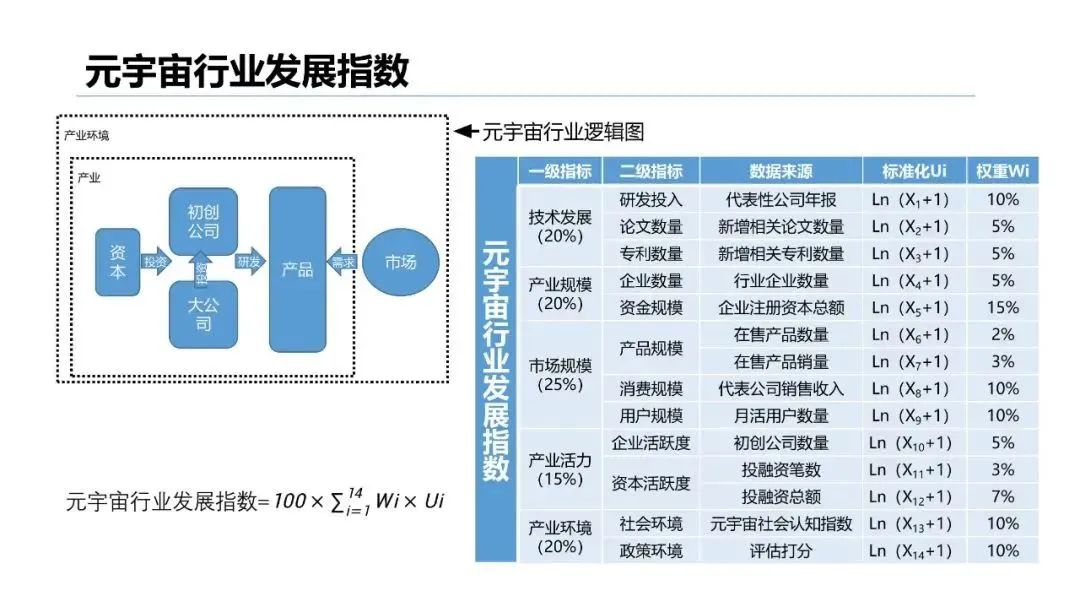 元宇宙行业发展指数
产业环境
产业
资本
投资
初创公司
投资
大公司
研发
产品
需求
市场
元宇宙行业逻辑图
元宇宙行业发展指数=100×∑¹⁴ᵢ₌₁ Wi×Ui
元宇宙行业发展指数
一级指标 二级指标 数据来源 标准化Ui 权重Wi
技术发展(20%) 研发投入 代表性公司年报 Ln(X₁+1) 10%
论文数量 新增相关论文数量 Ln(X₂+1) 5%
专利数量 新增相关专利数量 Ln(X₃+1) 5%
产业规模(20%) 企业数量 行业企业数量 Ln(X₄+1) 5%
资金规模 企业注册资本总额 Ln(X₅+1) 15%
市场规模(25%) 产品规模 在售产品数量 Ln(X₆+1) 2%
在售产品销量 Ln(X₇+1) 3%
消费规模 代表公司销售收入 Ln(X₈+1) 10%
用户规模 月活用户数量 Ln(X₉+1) 10%
产业活力(15%) 企业活跃度 初创公司数量 Ln(X₁₀+1) 5%
资本活跃度 投融资笔数 Ln(X₁₁+1) 3%
投融资总额 Ln(X₁₂+1) 7%
产业环境(20%) 社会环境 元宇宙社会认知指数 Ln(X₁₃+1) 10%
政策环境 评估打分 Ln(X₁₄+1) 10%